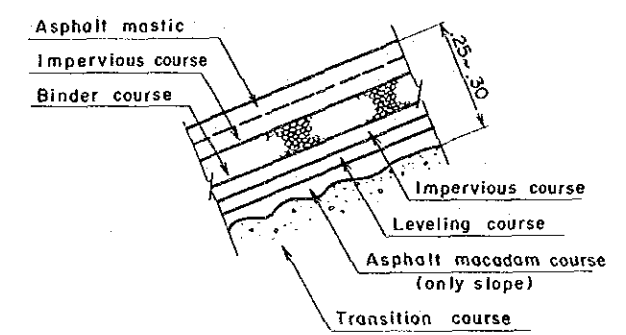 Asphalt mastic
Impervious course
Binder course
.25~.30
Impervious course
Leveling course
Asphalt macadam course
(only slope)
Transition course